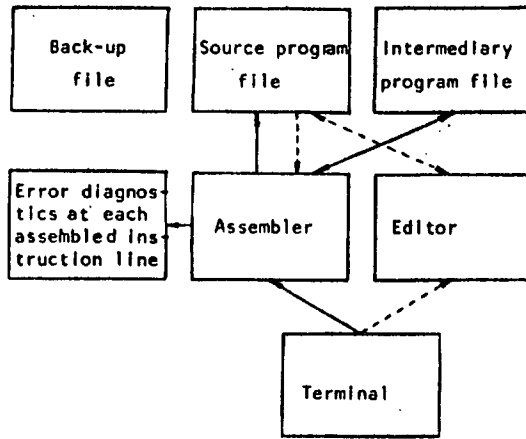 Back-up
file
Source program
file
Intermediary
program file
Error diagnos-
tics at each
assembled ins-
truction line
Assembler
Editor
Terminal